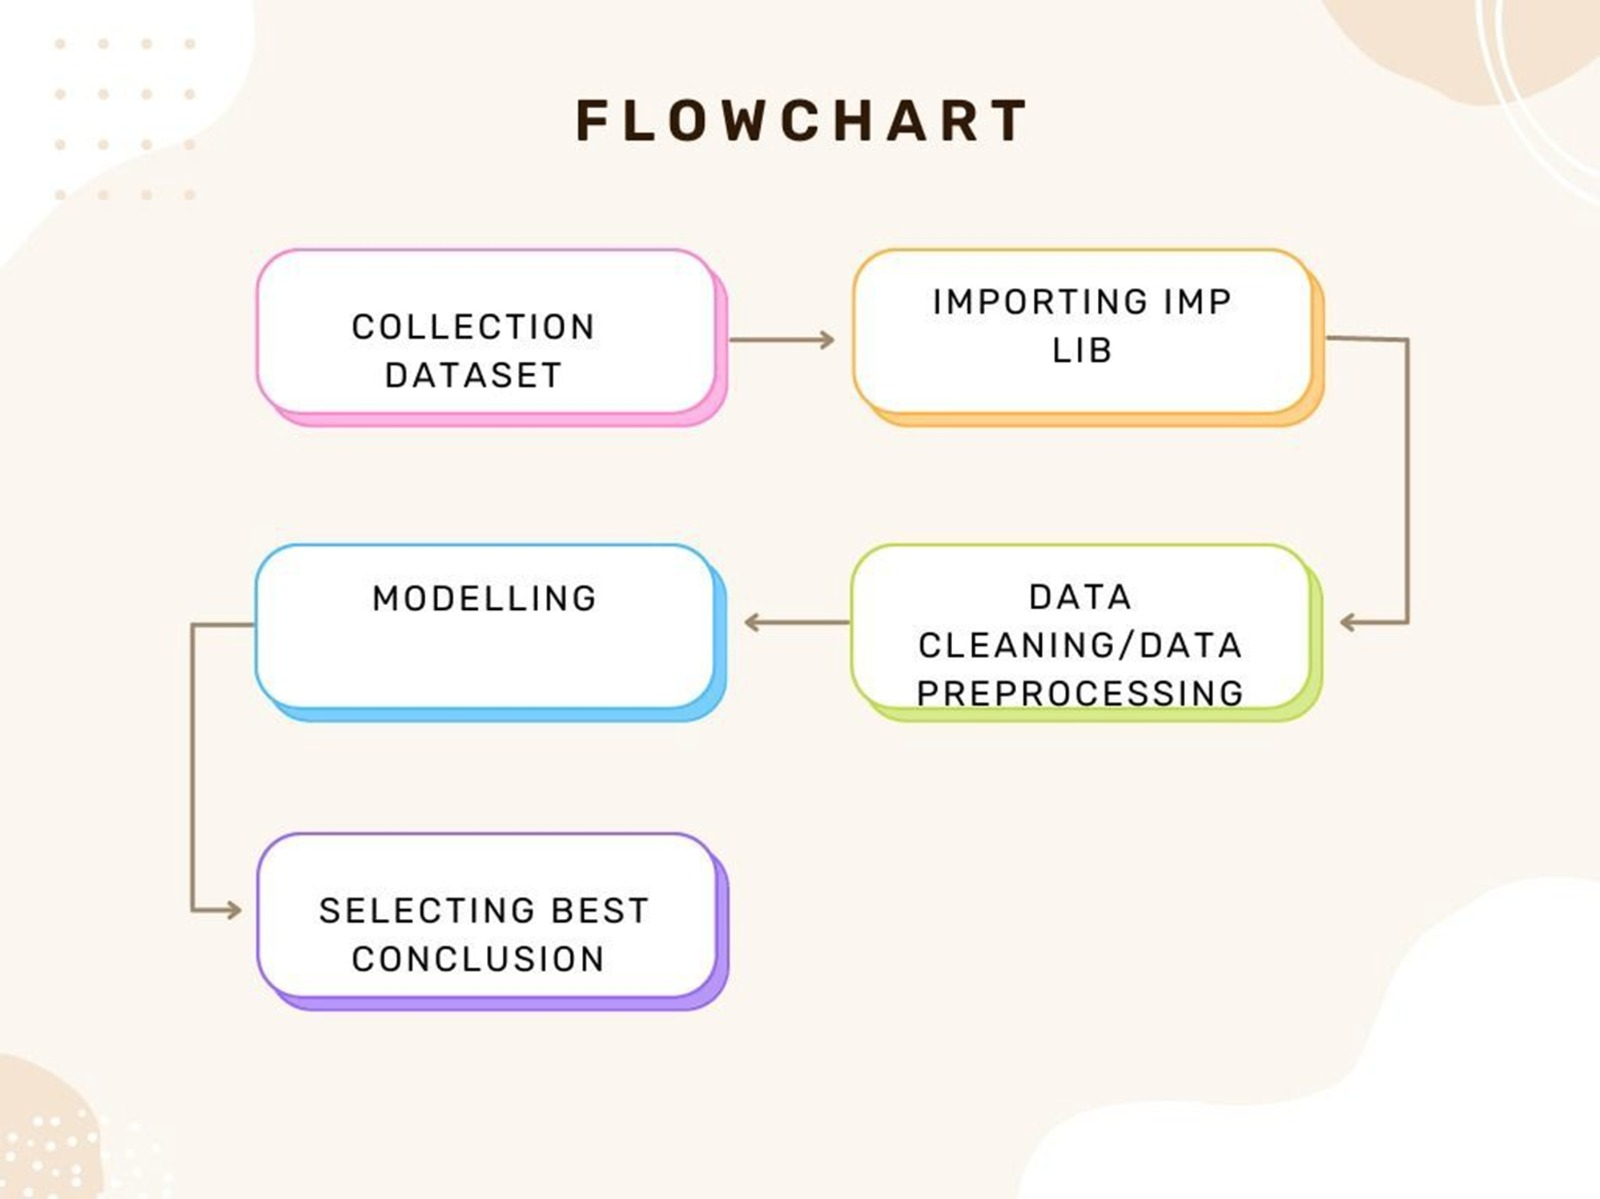 FLOWCHART
COLLECTION
DATASET
IMPORTING IMP
LIB
DATA
CLEANING/DATA
PREPROCESSING
MODELLING
SELECTING BEST
CONCLUSION